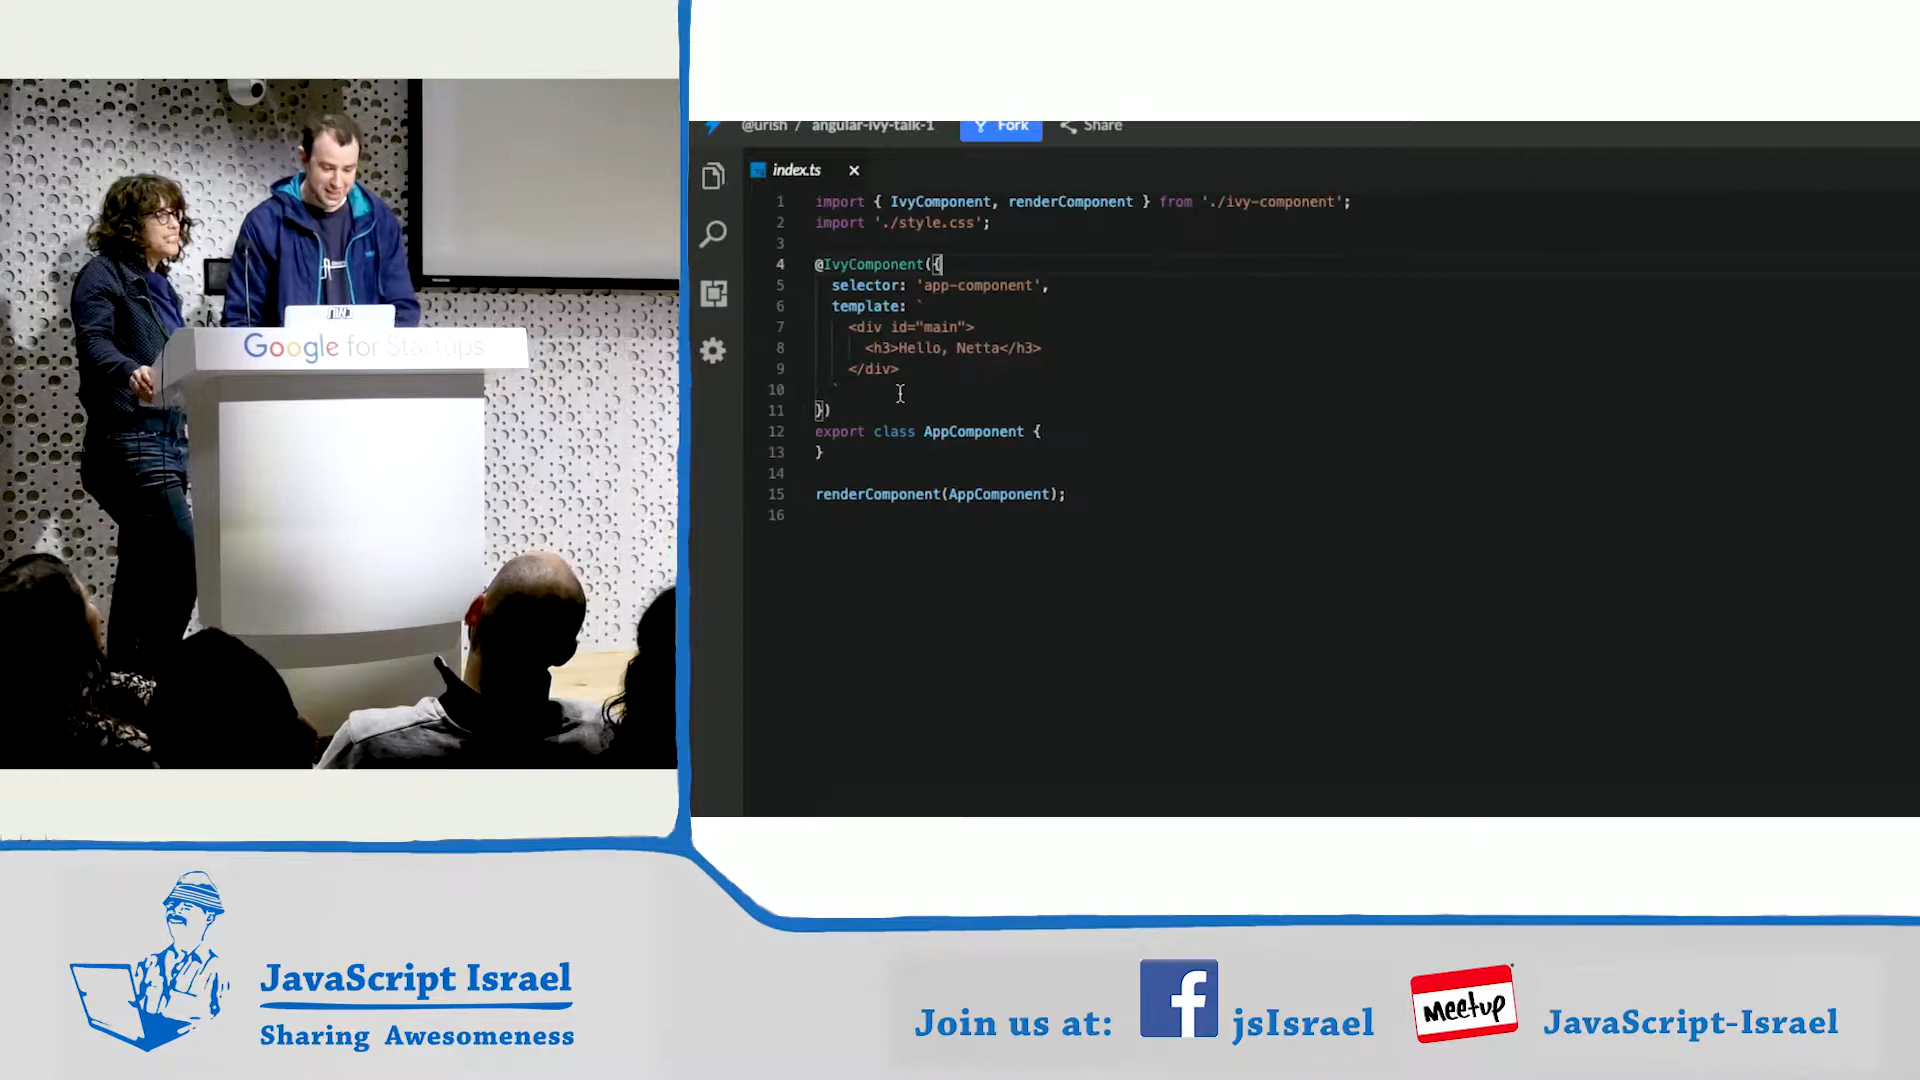 Google for Startups
@urish / angular-ivy-talk-1
Fork
Share
index.ts
1 import { IvyComponent, renderComponent } from './ivy-component';
2 import './style.css';
3
4 @IvyComponent({
5 selector: 'app-component',
6 template: `
7 <div id="main">
8 <h3>Hello, Netta</h3>
9 </div>
10 `
11 })
12 export class AppComponent {
13 }
14
15 renderComponent(AppComponent);
16
JavaScript Israel
Sharing Awesomeness
Join us at:
f
jsIsrael
Meetup
JavaScript-Israel